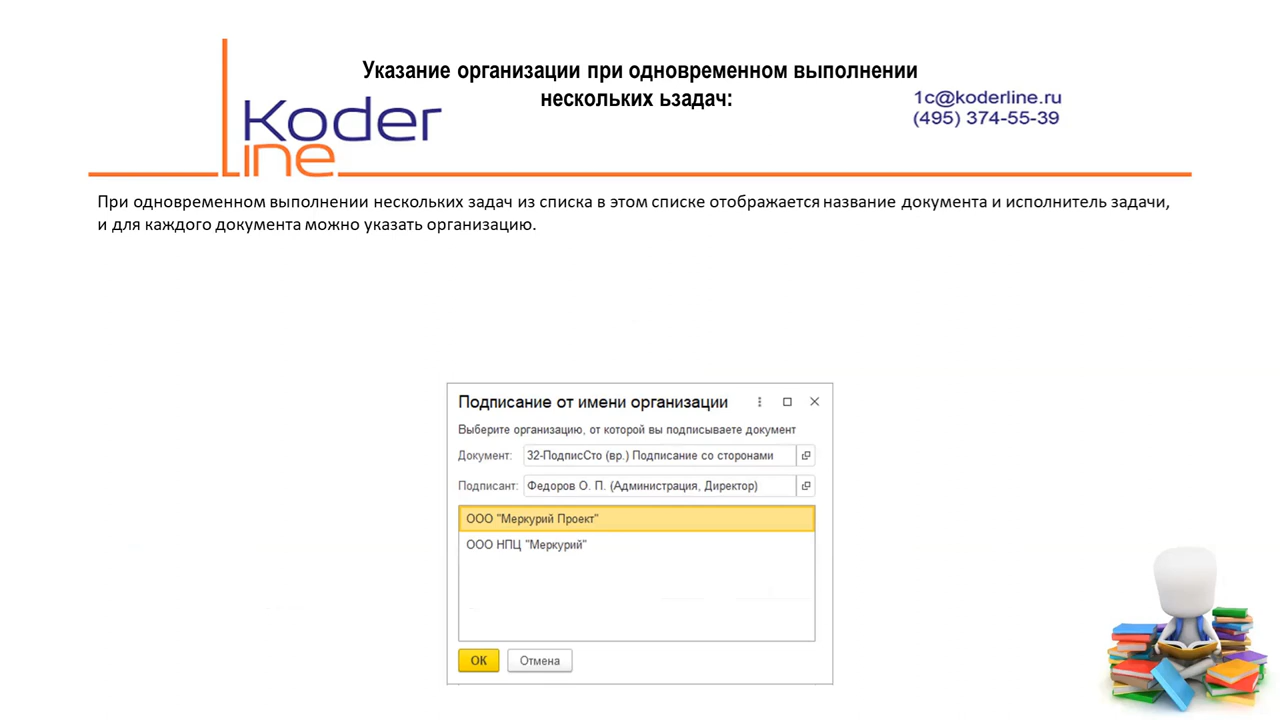 Указание организации при одновременном выполнении
нескольких ьзадач:
Koder
line
1c@koderline.ru
(495) 374-55-39
При одновременном выполнении нескольких задач из списка в этом списке отображается название документа и исполнитель задачи,
и для каждого документа можно указать организацию.
Подписание от имени организации
Выберите организацию, от которой вы подписываете документ
Документ: 32-ПодписСто (вр.) Подписание со сторонами
Подписант: Федоров О. П. (Администрация, Директор)
ООО "Меркурий Проект"
ООО НПЦ "Меркурий"
ОК Отмена